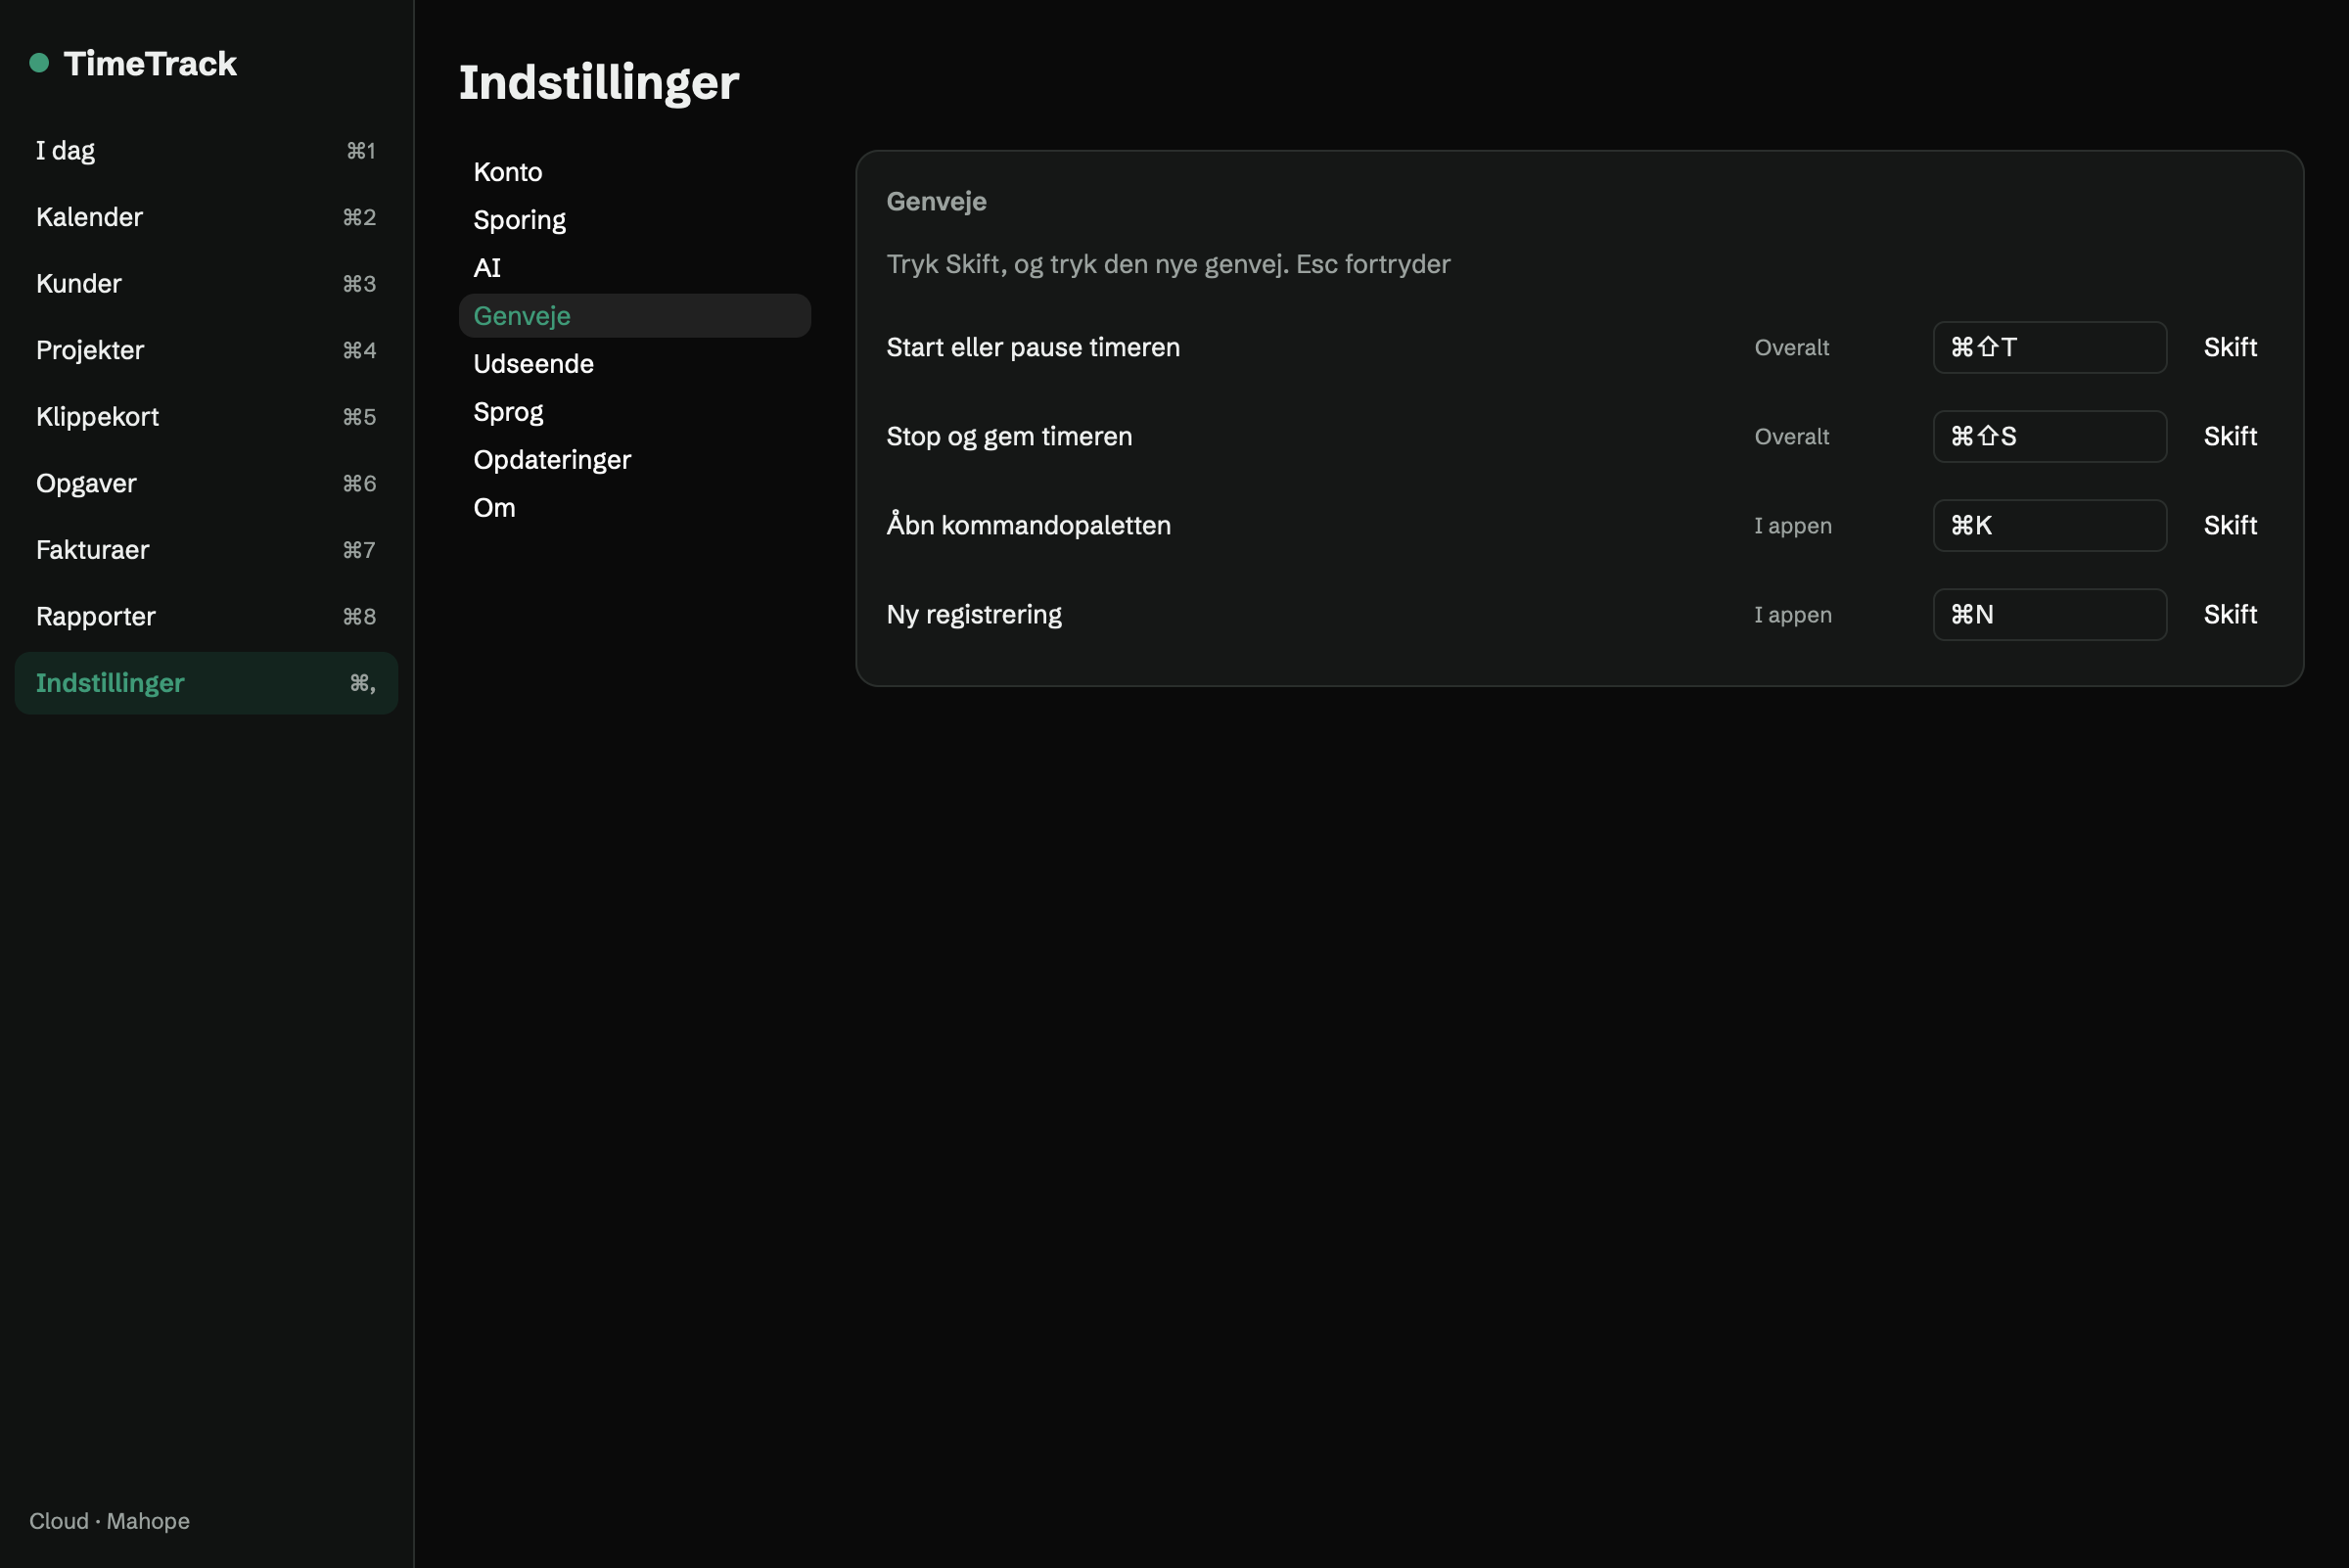 TimeTrack
I dag ⌘1
Kalender ⌘2
Kunder ⌘3
Projekter ⌘4
Klippekort ⌘5
Opgaver ⌘6
Fakturaer ⌘7
Rapporter ⌘8
Indstillinger ⌘,
Cloud · Mahope
Indstillinger
Konto
Sporing
AI
Genveje
Udseende
Sprog
Opdateringer
Om
Genveje
Tryk Skift, og tryk den nye genvej. Esc fortryder
Start eller pause timeren Overalt ⌘⇧T Skift
Stop og gem timeren Overalt ⌘⇧S Skift
Åbn kommandopaletten I appen ⌘K Skift
Ny registrering I appen ⌘N Skift